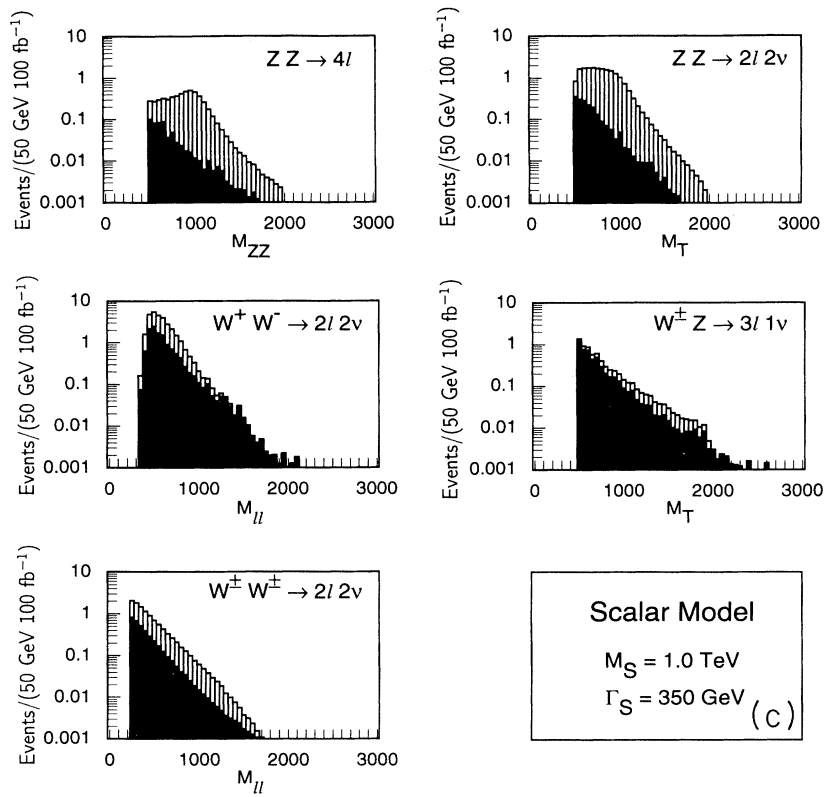 Events/(50 GeV 100 fb⁻¹)
10
1
0.1
0.01
0.001
Z Z → 4l
0 1000 2000 3000
M_ZZ
Events/(50 GeV 100 fb⁻¹)
10
1
0.1
0.01
0.001
Z Z → 2l 2ν
0 1000 2000 3000
M_T
Events/(50 GeV 100 fb⁻¹)
10
1
0.1
0.01
0.001
W⁺ W⁻ → 2l 2ν
0 1000 2000 3000
M_ll
Events/(50 GeV 100 fb⁻¹)
10
1
0.1
0.01
0.001
W± Z → 3l 1ν
0 1000 2000 3000
M_T
Events/(50 GeV 100 fb⁻¹)
10
1
0.1
0.01
0.001
W± W± → 2l 2ν
0 1000 2000 3000
M_ll
Scalar Model
M_S = 1.0 TeV
Γ_S = 350 GeV
(C)